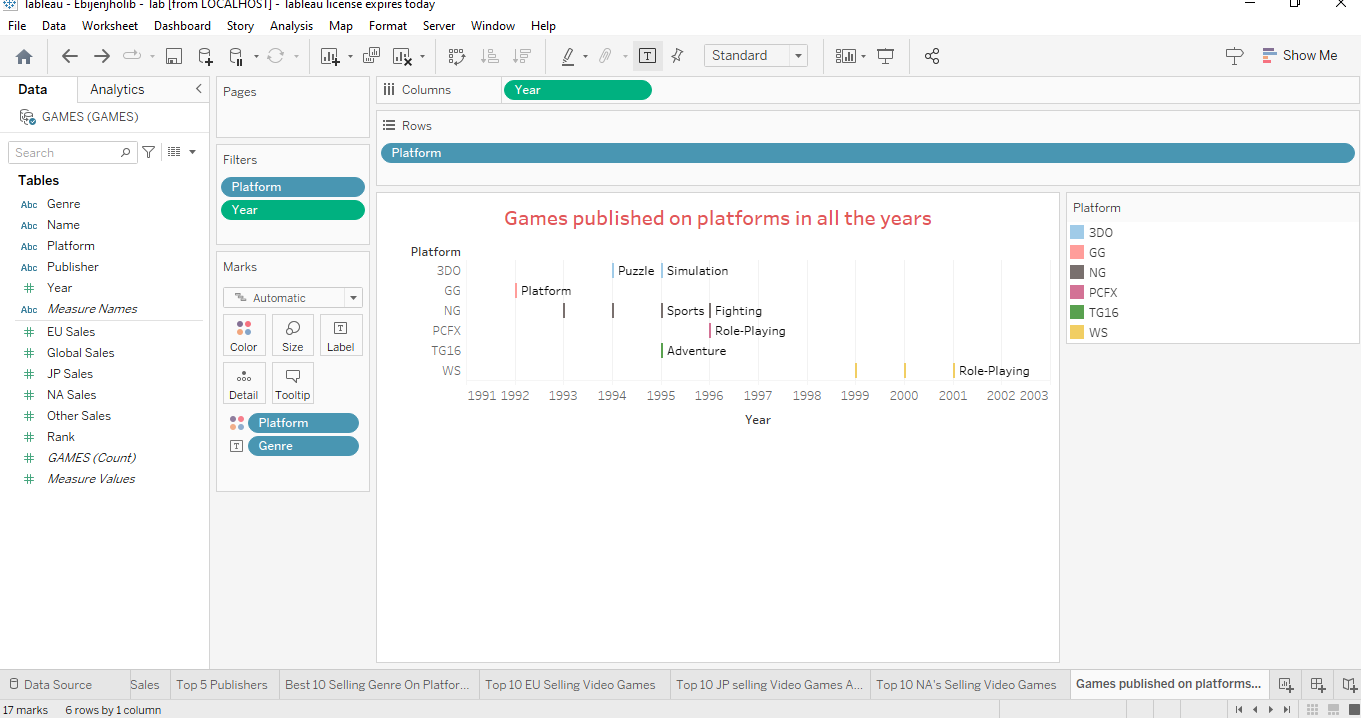 Tableau - Ebijenjholib - Tab [from LOCALHOST] - Tableau license expires today
File Data Worksheet Dashboard Story Analysis Map Format Server Window Help
Standard
Show Me
Data
Analytics
GAMES (GAMES)
Search
Tables
Abc Genre
Abc Name
Abc Platform
Abc Publisher
# Year
Abc Measure Names
# EU Sales
# Global Sales
# JP Sales
# NA Sales
# Other Sales
# Rank
# GAMES (Count)
# Measure Values
Pages
Filters
Platform
Year
Marks
Automatic
Color
Size
Label
Detail
Tooltip
Platform
Genre
Columns
Year
Rows
Platform
Games published on platforms in all the years
Platform
3DO Puzzle Simulation
GG Platform
NG Sports Fighting
PCFX Role-Playing
TG16 Adventure
WS Role-Playing
1991 1992 1993 1994 1995 1996 1997 1998 1999 2000 2001 2002 2003
Year
Platform
3DO
GG
NG
PCFX
TG16
WS
Data Source
Sales
Top 5 Publishers
Best 10 Selling Genre On Platfor...
Top 10 EU Selling Video Games
Top 10 JP selling Video Games A...
Top 10 NA's Selling Video Games
Games published on platforms...
17 marks 6 rows by 1 column